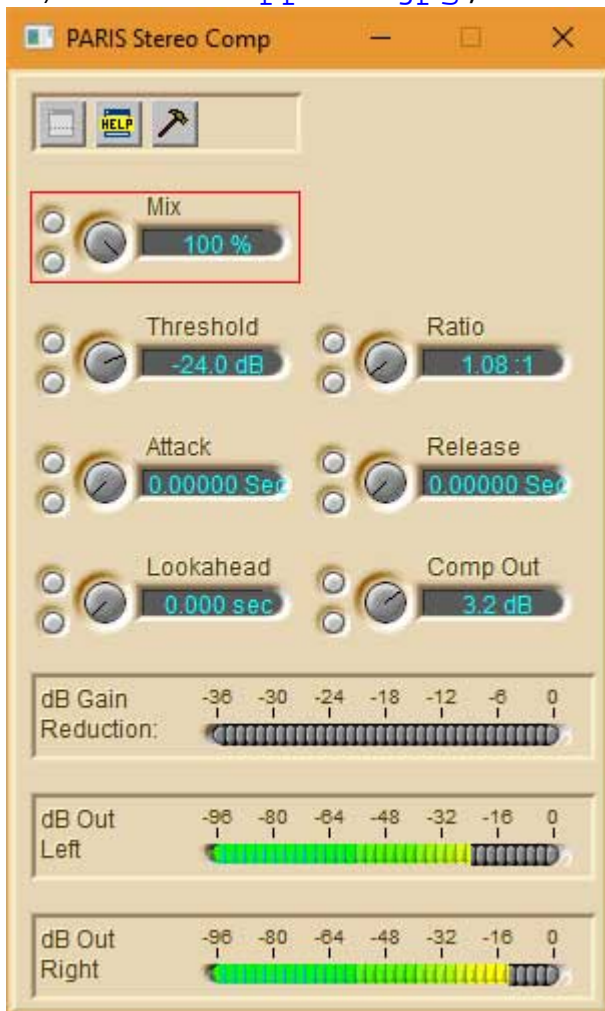 PARIS Stereo Comp
HELP
Mix
100 %
Threshold
-24.0 dB
Ratio
1.08 :1
Attack
0.00000 Sec
Release
0.00000 Sec
Lookahead
0.000 sec
Comp Out
3.2 dB
dB Gain
Reduction:
-36 -30 -24 -18 -12 -6 0
dB Out
Left
-96 -80 -64 -48 -32 -16 0
dB Out
Right
-96 -80 -64 -48 -32 -16 0